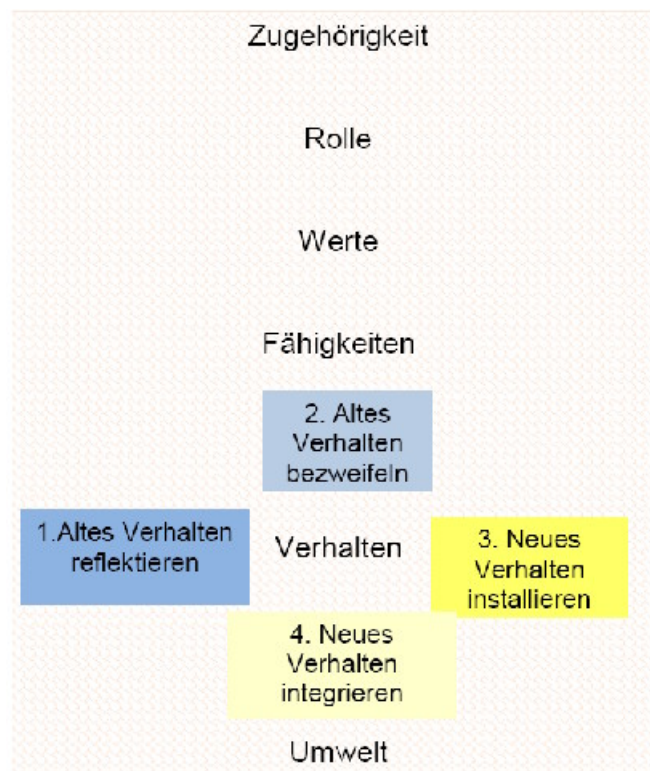 Zugehörigkeit
Rolle
Werte
Fähigkeiten
2. Altes
Verhalten
bezweifeln
1.Altes Verhalten
reflektieren
Verhalten
3. Neues
Verhalten
installieren
4. Neues
Verhalten
integrieren
Umwelt